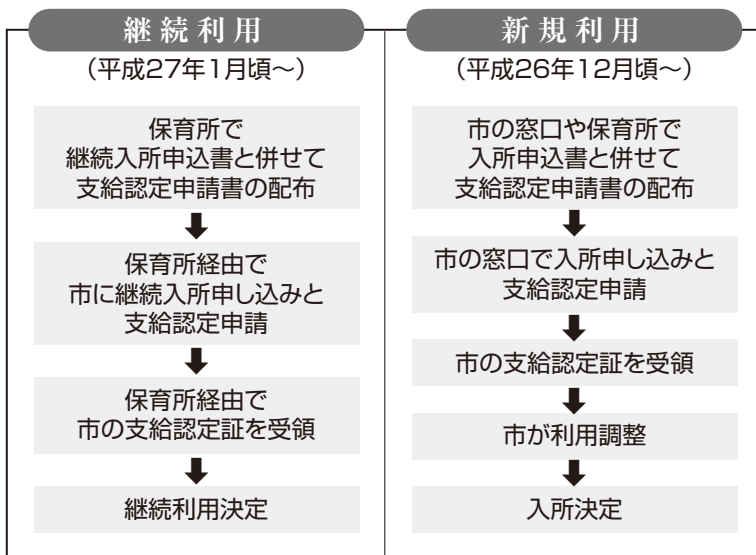 継続利用
（平成27年1月頃〜）
保育所で
継続入所申込書と併せて
支給認定申請書の配布
保育所経由で
市に継続入所申し込みと
支給認定申請
保育所経由で
市の支給認定証を受領
継続利用決定
新規利用
（平成26年12月頃〜）
市の窓口や保育所で
入所申込書と併せて
支給認定申請書の配布
市の窓口で入所申し込みと
支給認定申請
市の支給認定証を受領
市が利用調整
入所決定